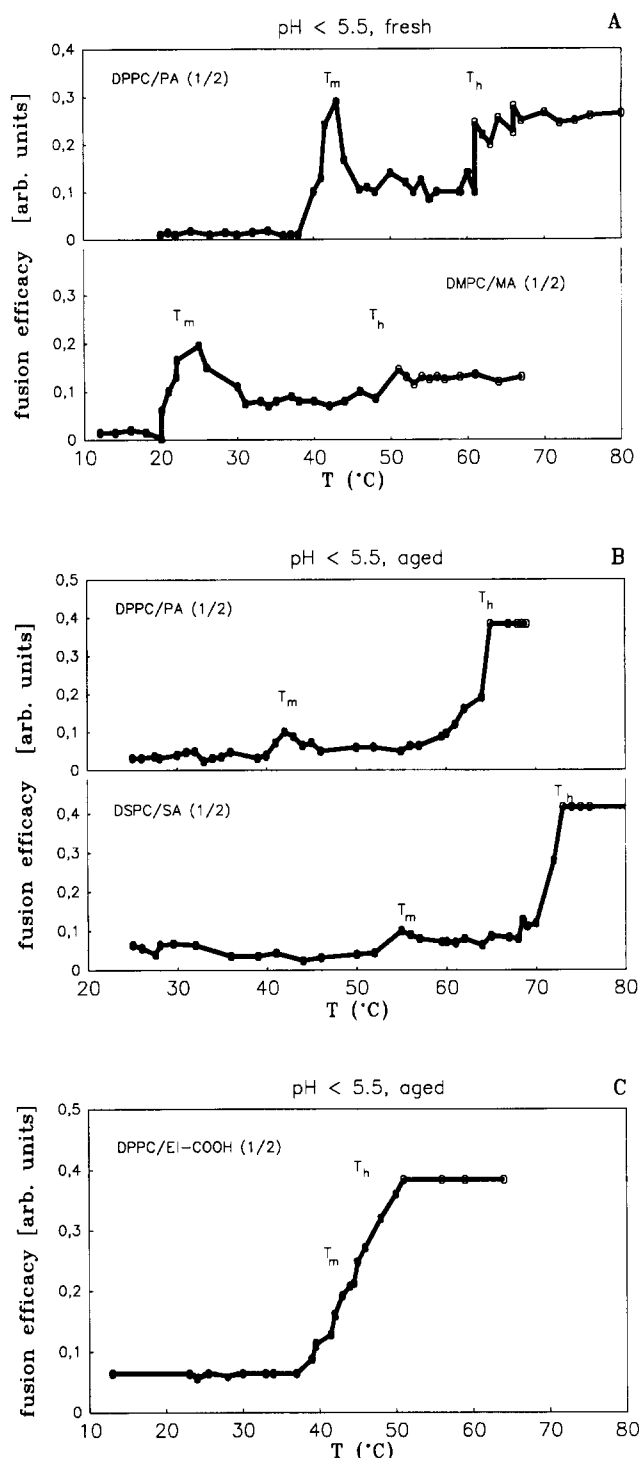 pH < 5.5, fresh
A
DPPC/PA (1/2)
T_m
T_h
0,4
0,3
0,2
0,1
0
DMPC/MA (1/2)
T_m
T_h
0,3
0,2
0,1
0
10 20 30 40 50 60 70 80
T (°C)
fusion efficacy [arb. units]
pH < 5.5, aged
B
DPPC/PA (1/2)
T_m
T_h
0,5
0,4
0,3
0,2
0,1
0
DSPC/SA (1/2)
T_m
T_h
0,4
0,3
0,2
0,1
0
20 30 40 50 60 70 80
T (°C)
fusion efficacy [arb. units]
pH < 5.5, aged
C
DPPC/El-COOH (1/2)
T_h
T_m
0,5
0,4
0,3
0,2
0,1
0,0
10 20 30 40 50 60 70 80
T (°C)
fusion efficacy [arb. units]